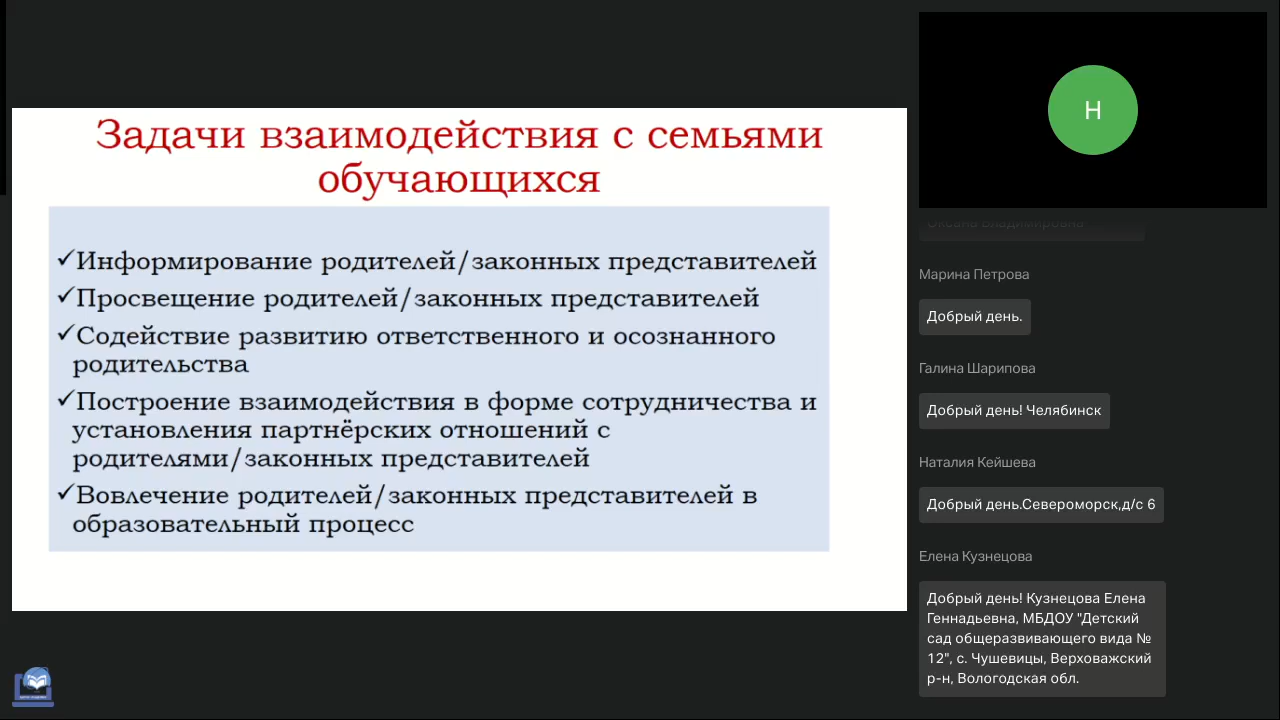 Задачи взаимодействия с семьями
обучающихся
✓Информирование родителей/законных представителей
✓Просвещение родителей/законных представителей
✓Содействие развитию ответственного и осознанного
родительства
✓Построение взаимодействия в форме сотрудничества и
установления партнёрских отношений с
родителями/законных представителей
✓Вовлечение родителей/законных представителей в
образовательный процесс
Н
Оксана Владимировна
Марина Петрова
Добрый день.
Галина Шарипова
Добрый день! Челябинск
Наталия Кейшева
Добрый день.Североморск,д/с 6
Елена Кузнецова
Добрый день! Кузнецова Елена
Геннадьевна, МБДОУ "Детский
сад общеразвивающего вида №
12", с. Чушевицы, Верховажский
р-н, Вологодская обл.